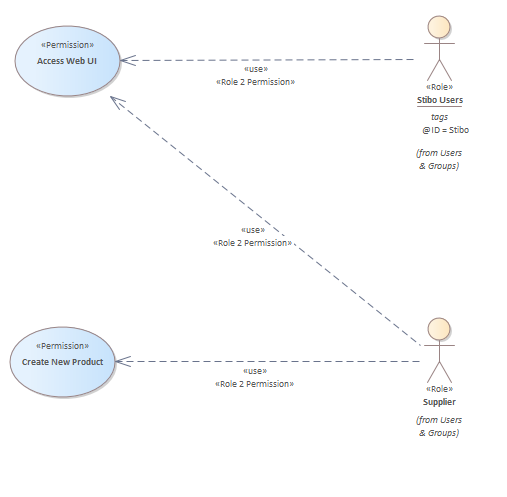 «Permission»
Access Web UI
«use»
«Role 2 Permission»
«Role»
Stibo Users
tags
@ID = Stibo
(from Users
& Groups)
«use»
«Role 2 Permission»
«Permission»
Create New Product
«use»
«Role 2 Permission»
«Role»
Supplier
(from Users
& Groups)